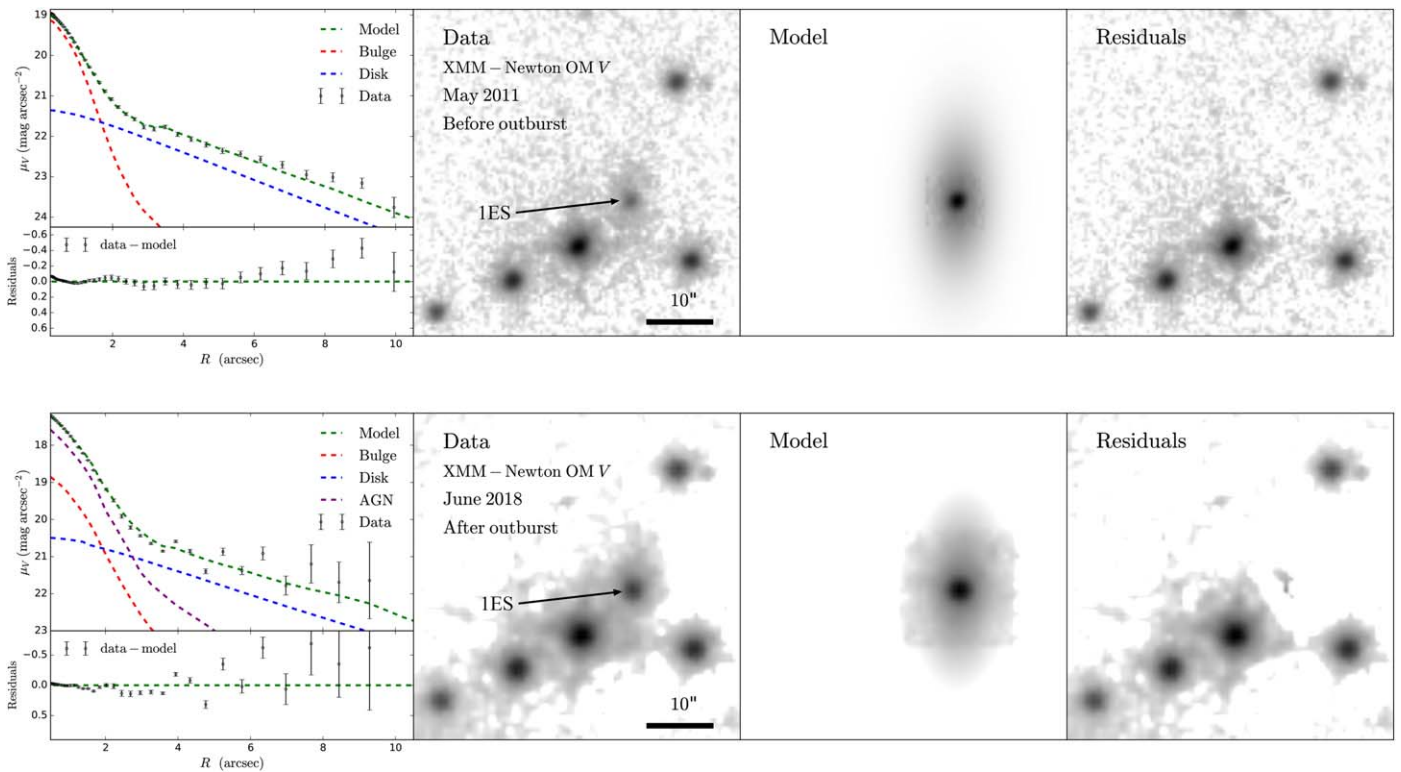 19
20
21
22
23
24
μV (mag arcsec−2)
Model
Bulge
Disk
Data
−0.6
−0.4
−0.2
0.0
0.2
0.4
0.6
Residuals
data − model
2 4 6 8 10
R (arcsec)
Data
XMM − Newton OM V
May 2011
Before outburst
1ES
10"
Model
Residuals
18
19
20
21
22
23
μV (mag arcsec−2)
Model
Bulge
Disk
AGN
Data
−0.5
0.0
0.5
Residuals
data − model
2 4 6 8 10
R (arcsec)
Data
XMM − Newton OM V
June 2018
After outburst
1ES
10"
Model
Residuals